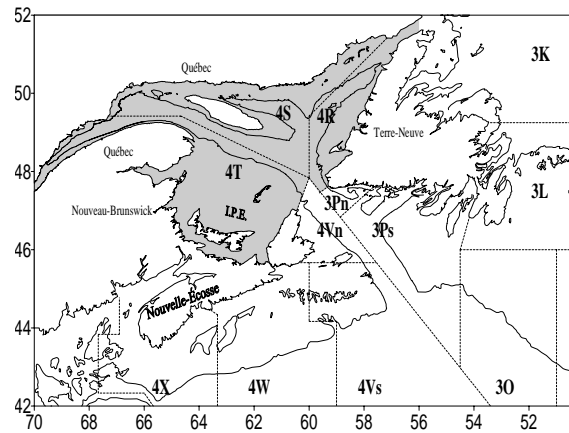 52
50
48
46
44
42
70
68
66
64
62
60
58
56
54
52
Québec
3K
4S
4R
Terre-Neuve
Québec
4T
3L
3Pn
Nouveau-Brunswick
I.P.E.
4Vn
3Ps
Nouvelle-Écosse
4X
4W
4Vs
3O